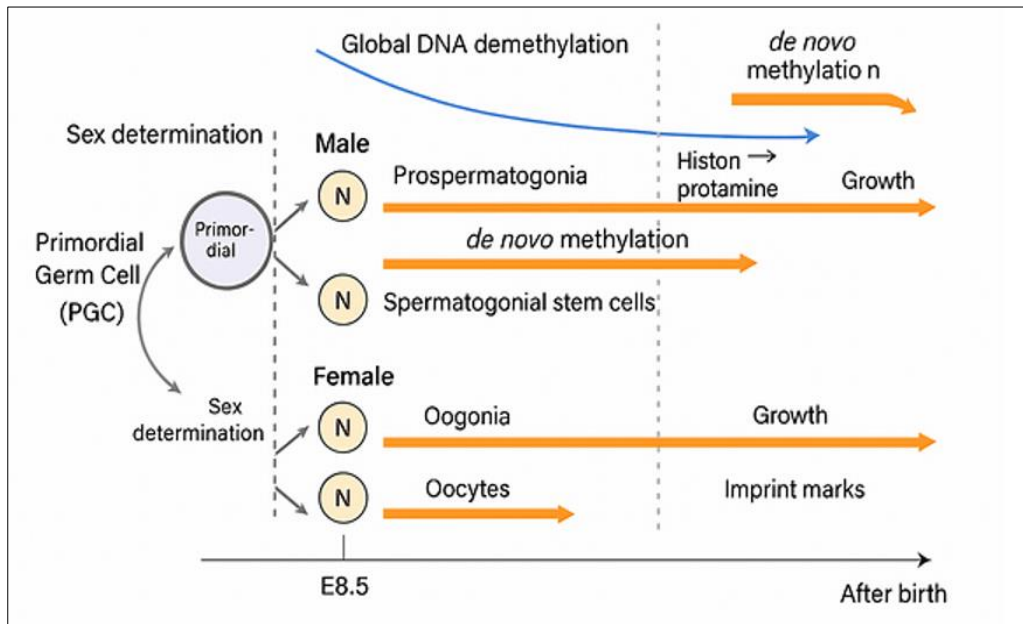 Global DNA demethylation
de novo
methylatio n
Sex determination
Male
N
Prospermatogonia
Histon →
protamine
Growth
Primor-
dial
Primordial
Germ Cell
(PGC)
de novo methylation
N
Spermatogonial stem cells
Female
Sex
determination
N
Oogonia
Growth
N
Oocytes
Imprint marks
E8.5
After birth